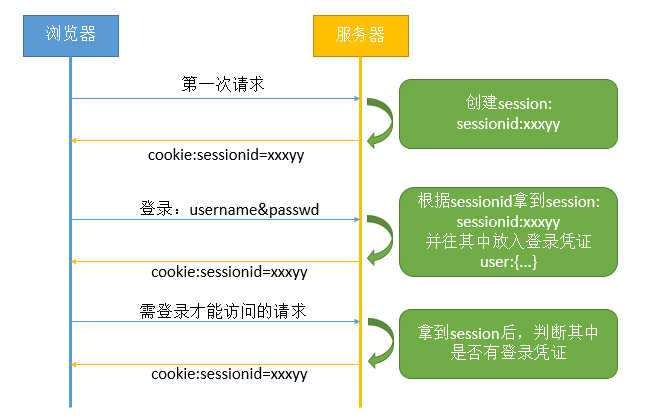 浏览器
服务器
第一次请求
创建session:
sessionid:xxxyy
cookie:sessionid=xxxyy
登录：username&passwd
根据sessionid拿到session:
sessionid:xxxyy
并往其中放入登录凭证
user:{...}
cookie:sessionid=xxxyy
需登录才能访问的请求
拿到session后，判断其中
是否有登录凭证
cookie:sessionid=xxxyy